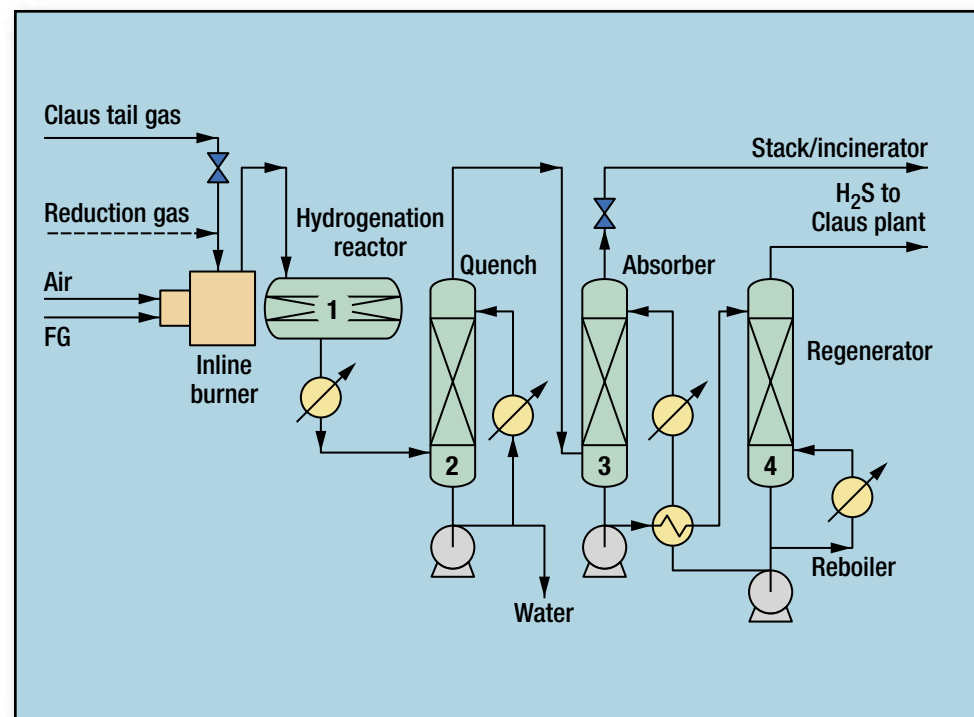 Claus tail gas
Reduction gas
Air
FG
Inline
burner
Hydrogenation
reactor
1
Quench
2
Water
Absorber
3
Stack/incinerator
H₂S to
Claus plant
Regenerator
4
Reboiler